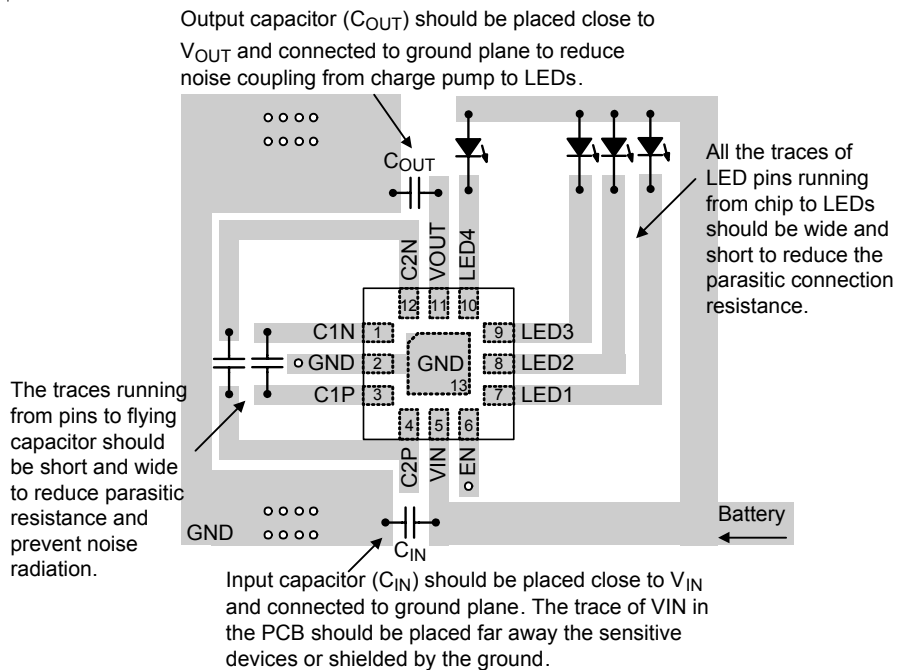 Output capacitor (COUT) should be placed close to
VOUT and connected to ground plane to reduce
noise coupling from charge pump to LEDs.
COUT
All the traces of
LED pins running
from chip to LEDs
should be wide and
short to reduce the
parasitic connection
resistance.
C2N
VOUT
LED4
12
11
10
C1N
1
9
LED3
GND
2
GND
8
LED2
13
C1P
3
7
LED1
4
5
6
C2P
VIN
EN
The traces running
from pins to flying
capacitor should
be short and wide
to reduce parasitic
resistance and
prevent noise
radiation.
GND
CIN
Battery
Input capacitor (CIN) should be placed close to VIN
and connected to ground plane. The trace of VIN in
the PCB should be placed far away the sensitive
devices or shielded by the ground.